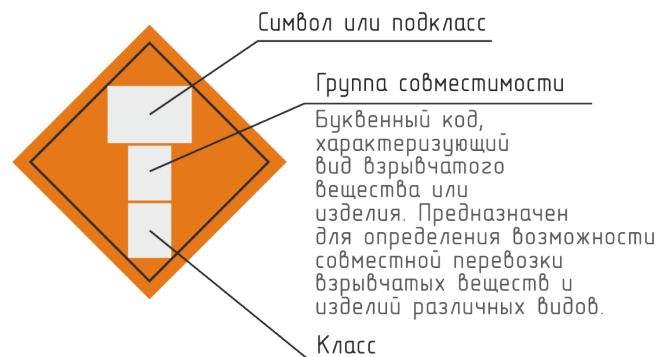 Символ или подкласс
Группа совместимости
Буквенный код,
характеризующий
вид взрывчатого
вещества или
изделия. Предназначен
для определения возможности
совместной перевозки
взрывчатых веществ и
изделий различных видов.
Класс